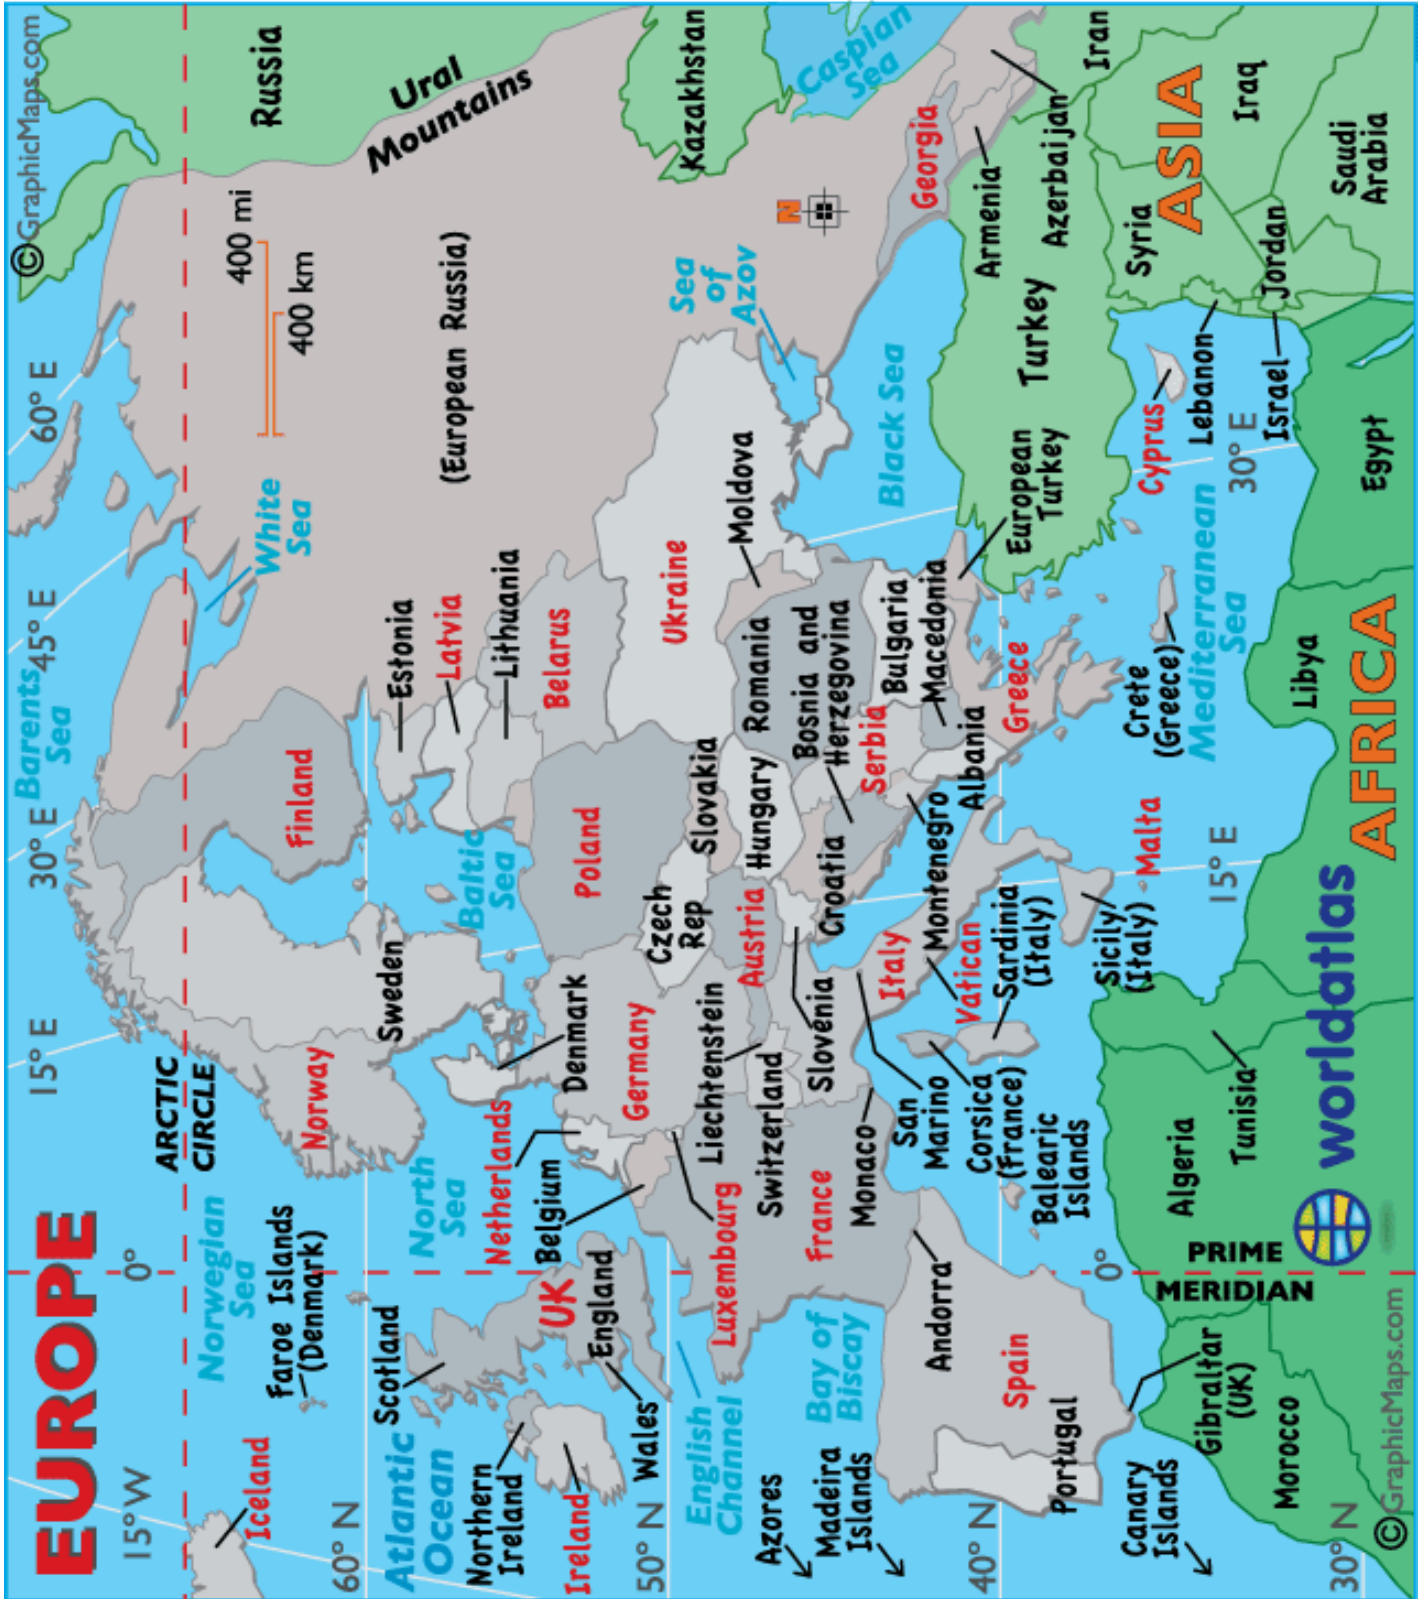 EUROPE
©GraphicMaps.com
15° W
0°
15° E
30° E
45° E
60° E
Barents
Sea
ARCTIC
CIRCLE
Iceland
Norwegian
Sea
Faroe Islands
(Denmark)
White
Sea
400 mi
400 km
Russia
Ural
Mountains
(European Russia)
Norway
Sweden
Finland
60° N
Atlantic
Ocean
Scotland
North
Sea
Baltic
Sea
Estonia
Latvia
Lithuania
Northern
Ireland
Ireland
UK
England
Wales
Netherlands
Belgium
Denmark
Germany
Poland
Belarus
50° N
English
Channel
Luxembourg
Liechtenstein
Switzerland
Czech
Rep
Slovakia
Austria
Hungary
Ukraine
Moldova
Romania
Sea
of
Azov
Kazakhstan
Caspian
Sea
N
Azores
Madeira
Islands
Bay of
Biscay
France
Monaco
Slovenia
Croatia
Bosnia and
Herzegovina
Serbia
Bulgaria
Macedonia
Black Sea
Georgia
Andorra
San
Marino
Italy
Vatican
Montenegro
Albania
Greece
European
Turkey
Turkey
Armenia
Azerbaijan
Iran
40° N
Portugal
Spain
Balearic
Islands
Corsica
(France)
Sardinia
(Italy)
Sicily
(Italy)
Malta
Crete
(Greece)
Mediterranean
Sea
Cyprus
Lebanon
Israel
Syria
Jordan
Iraq
Saudi
Arabia
ASIA
0°
15° E
30° E
Canary
Islands
Gibraltar
(UK)
Morocco
PRIME
MERIDIAN
Algeria
Tunisia
Libya
Egypt
AFRICA
30° N
©GraphicMaps.com
worldatlas